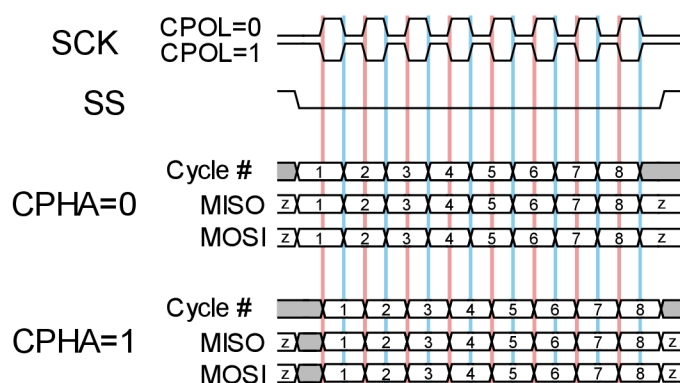 SCK CPOL=0
CPOL=1
SS
Cycle # 1 2 3 4 5 6 7 8
CPHA=0 MISO z 1 2 3 4 5 6 7 8 z
MOSI z 1 2 3 4 5 6 7 8 z
Cycle # 1 2 3 4 5 6 7 8
CPHA=1 MISO z 1 2 3 4 5 6 7 8 z
MOSI z 1 2 3 4 5 6 7 8 z